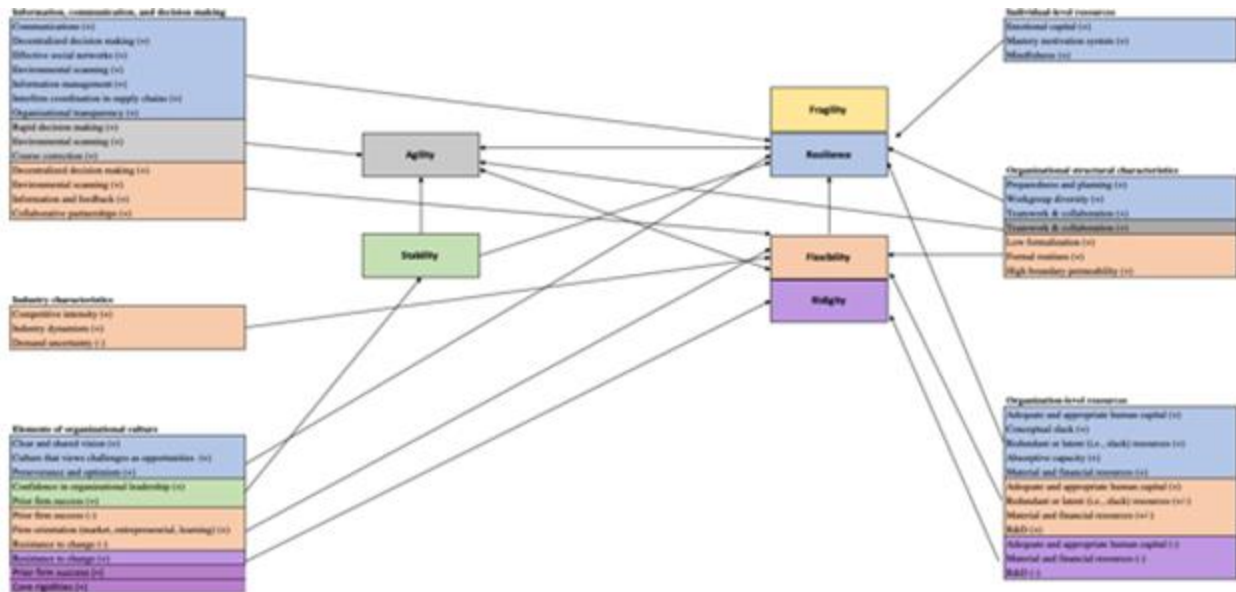 Information, communication, and decision making
Communications (+)
Decentralized decision making (+)
Effective social networks (+)
Environmental scanning (+)
Information management (+)
Interfirm coordination in supply chains (+)
Organizational transparency (+)
Rapid decision making (+)
Environmental scanning (+)
Course correction (+)
Decentralized decision making (+)
Environmental scanning (+)
Information and feedback (+)
Collaborative partnerships (+)
Industry characteristics
Competitive intensity (+)
Industry dynamism (+)
Demand uncertainty (-)
Elements of organizational culture
Clear and shared vision (+)
Culture that views challenges as opportunities (+)
Perseverance and optimism (+)
Confidence in organizational leadership (+)
Prior firm success (+)
Prior firm success (-)
Firm orientation (market, entrepreneurial, learning) (+)
Resistance to change (-)
Resistance to change (+)
Prior firm success (+)
Core rigidities (+)
Agility
Stability
Fragility
Resilience
Flexibility
Ridigity
Individual-level resources
Emotional capital (+)
Mastery motivation system (+)
Mindfulness (+)
Organizational structural characteristics
Preparedness and planning (+)
Workgroup diversity (+)
Teamwork & collaboration (+)
Teamwork & collaboration (+)
Low formalization (+)
Formal routines (+)
High boundary permeability (+)
Organization-level resources
Adequate and appropriate human capital (+)
Conceptual slack (+)
Redundant or latent (i.e., slack) resources (+)
Absorptive capacity (+)
Material and financial resources (+)
Adequate and appropriate human capital (+)
Redundant or latent (i.e., slack) resources (+/-)
Material and financial resources (+/-)
R&D (+)
Adequate and appropriate human capital (-)
Material and financial resources (-)
R&D (-)